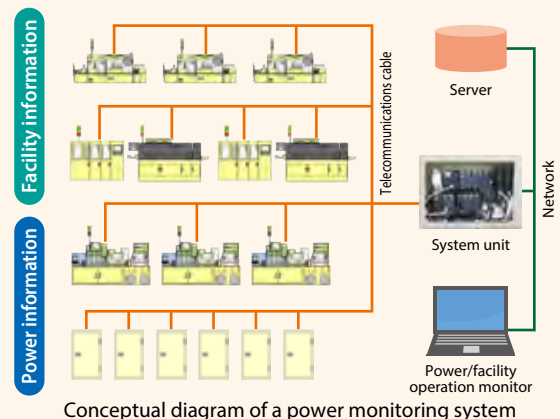 Facility information
Power information
Telecommunications cable
Server
System unit
Network
Power/facility
operation monitor
Conceptual diagram of a power monitoring system